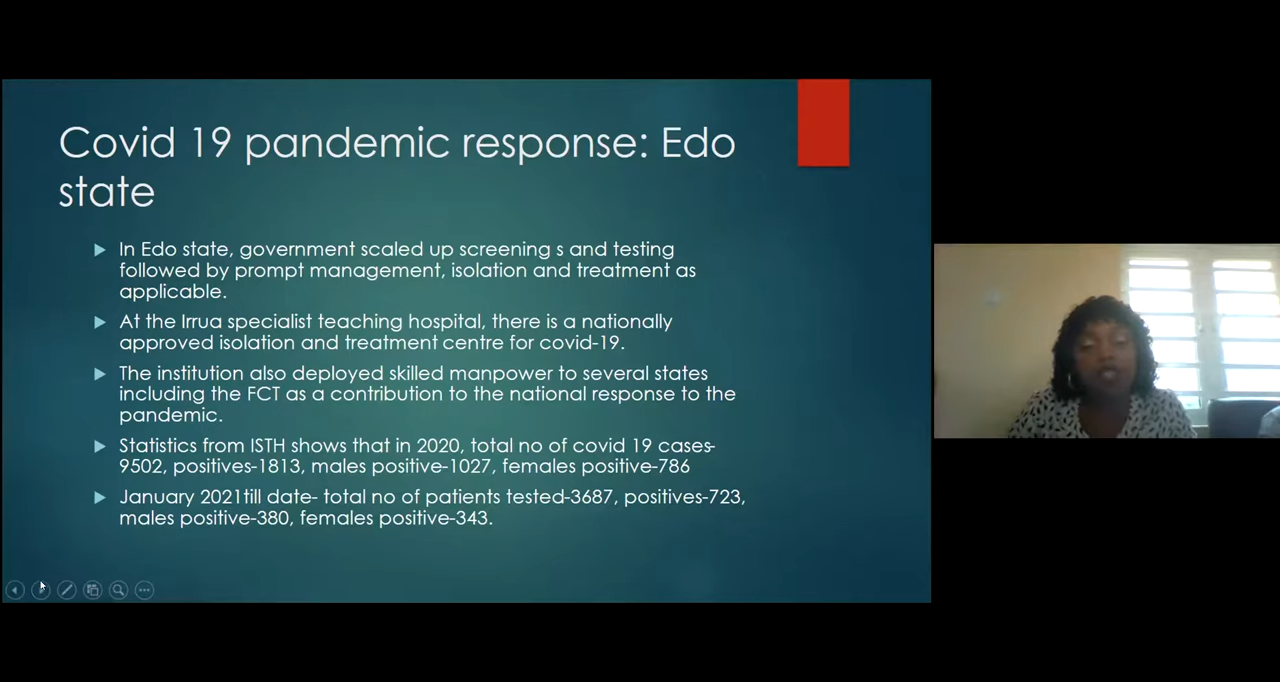 Covid 19 pandemic response: Edo
state
In Edo state, government scaled up screening s and testing
followed by prompt management, isolation and treatment as
applicable.
At the Irrua specialist teaching hospital, there is a nationally
approved isolation and treatment centre for covid-19.
The institution also deployed skilled manpower to several states
including the FCT as a contribution to the national response to the
pandemic.
Statistics from ISTH shows that in 2020, total no of covid 19 cases-
9502, positives-1813, males positive-1027, females positive-786
January 2021till date- total no of patients tested-3687, positives-723,
males positive-380, females positive-343.